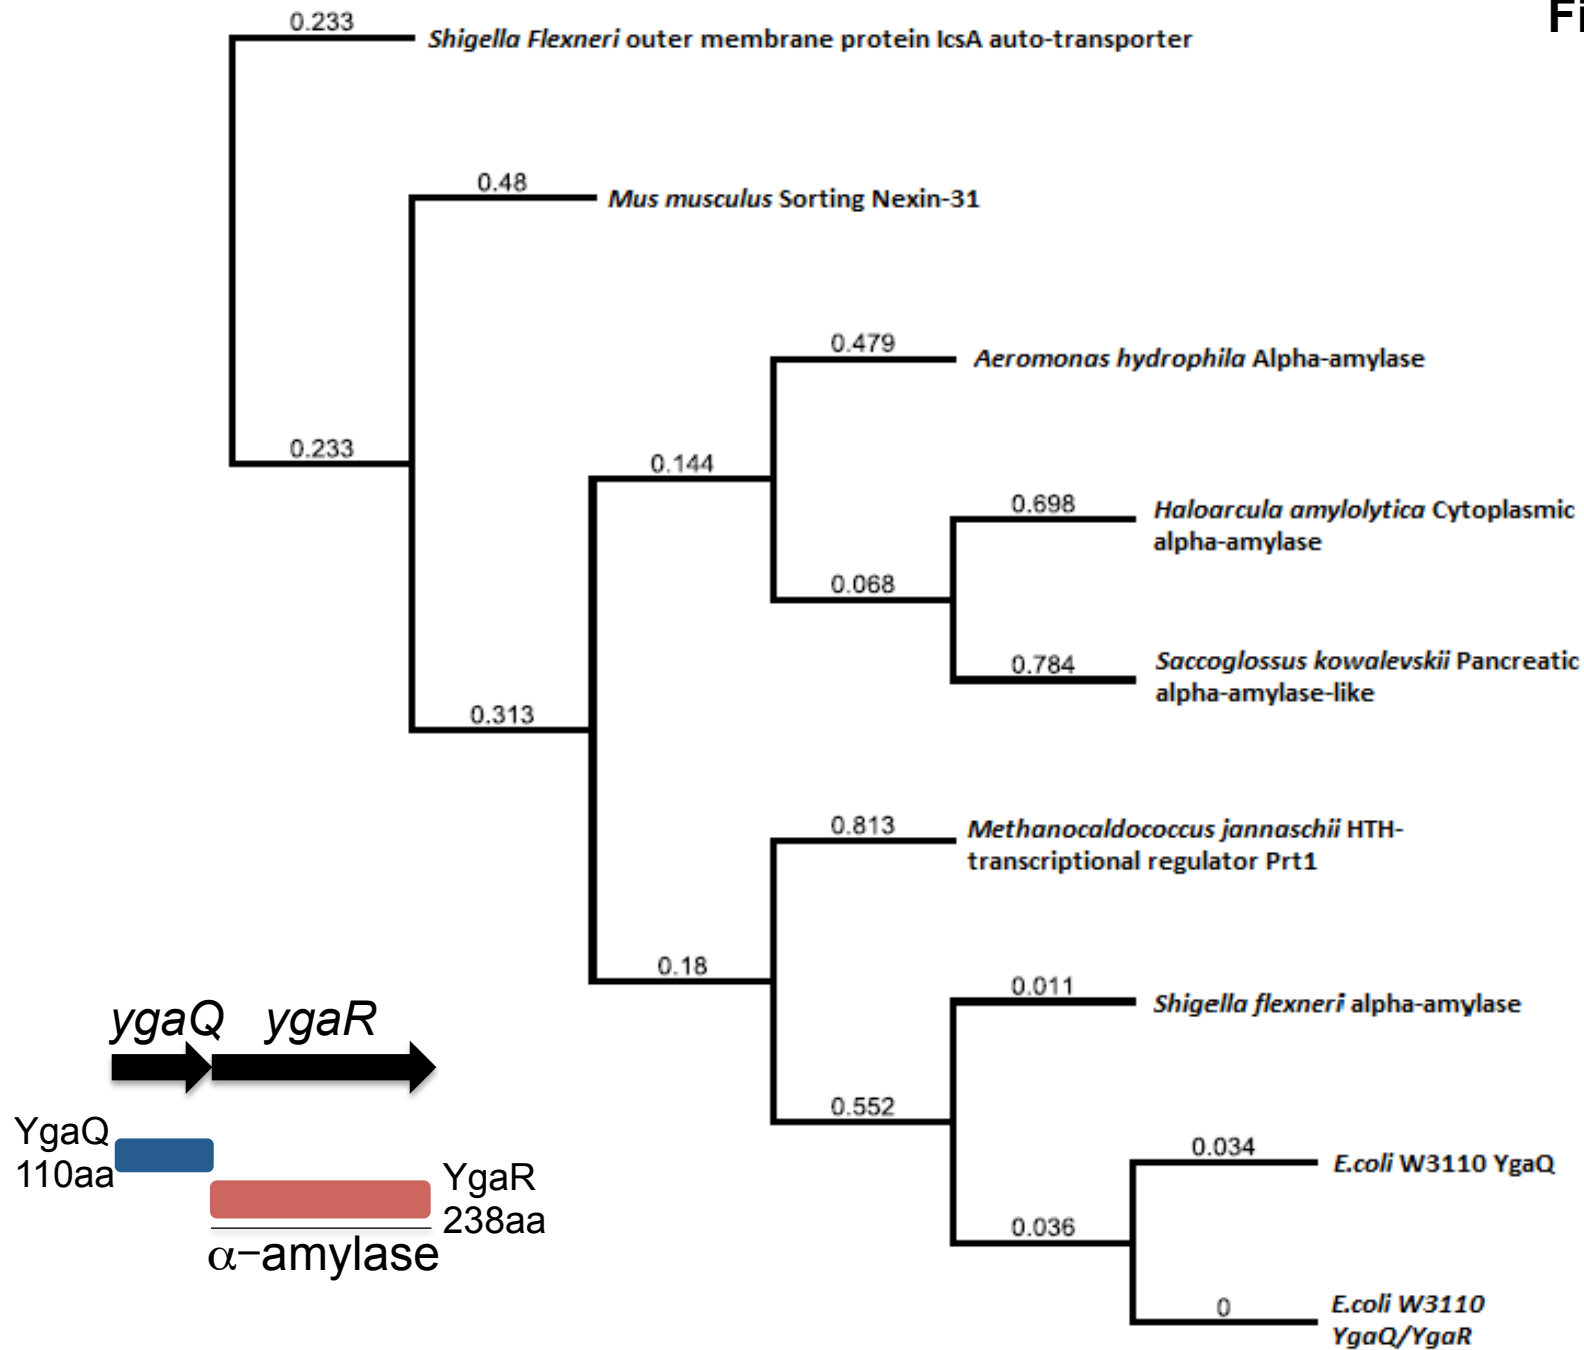 Fi
0.233
Shigella Flexneri outer membrane protein IcsA auto-transporter
0.48
Mus musculus Sorting Nexin-31
0.479
Aeromonas hydrophila Alpha-amylase
0.233
0.144
0.698
Haloarcula amylolytica Cytoplasmic
alpha-amylase
0.068
0.784
Saccoglossus kowalevskii Pancreatic
alpha-amylase-like
0.313
0.813
Methanocaldococcus jannaschii HTH-
transcriptional regulator Prt1
0.18
0.011
Shigella flexneri alpha-amylase
0.552
0.034
E.coli W3110 YgaQ
0.036
0
E.coli W3110
YgaQ/YgaR
ygaQ ygaR
YgaQ
110aa
YgaR
238aa
α-amylase